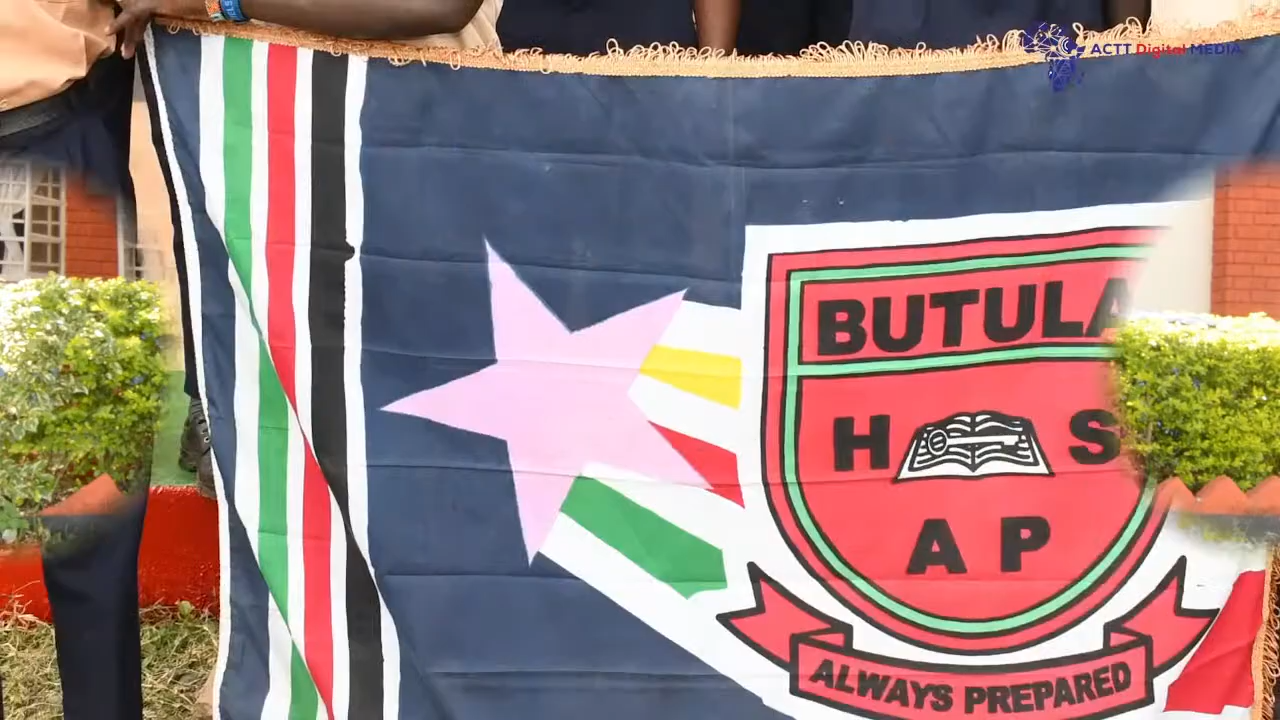 ACTT Digital MEDIA
BUTULA
H S
A P
ALWAYS PREPARED